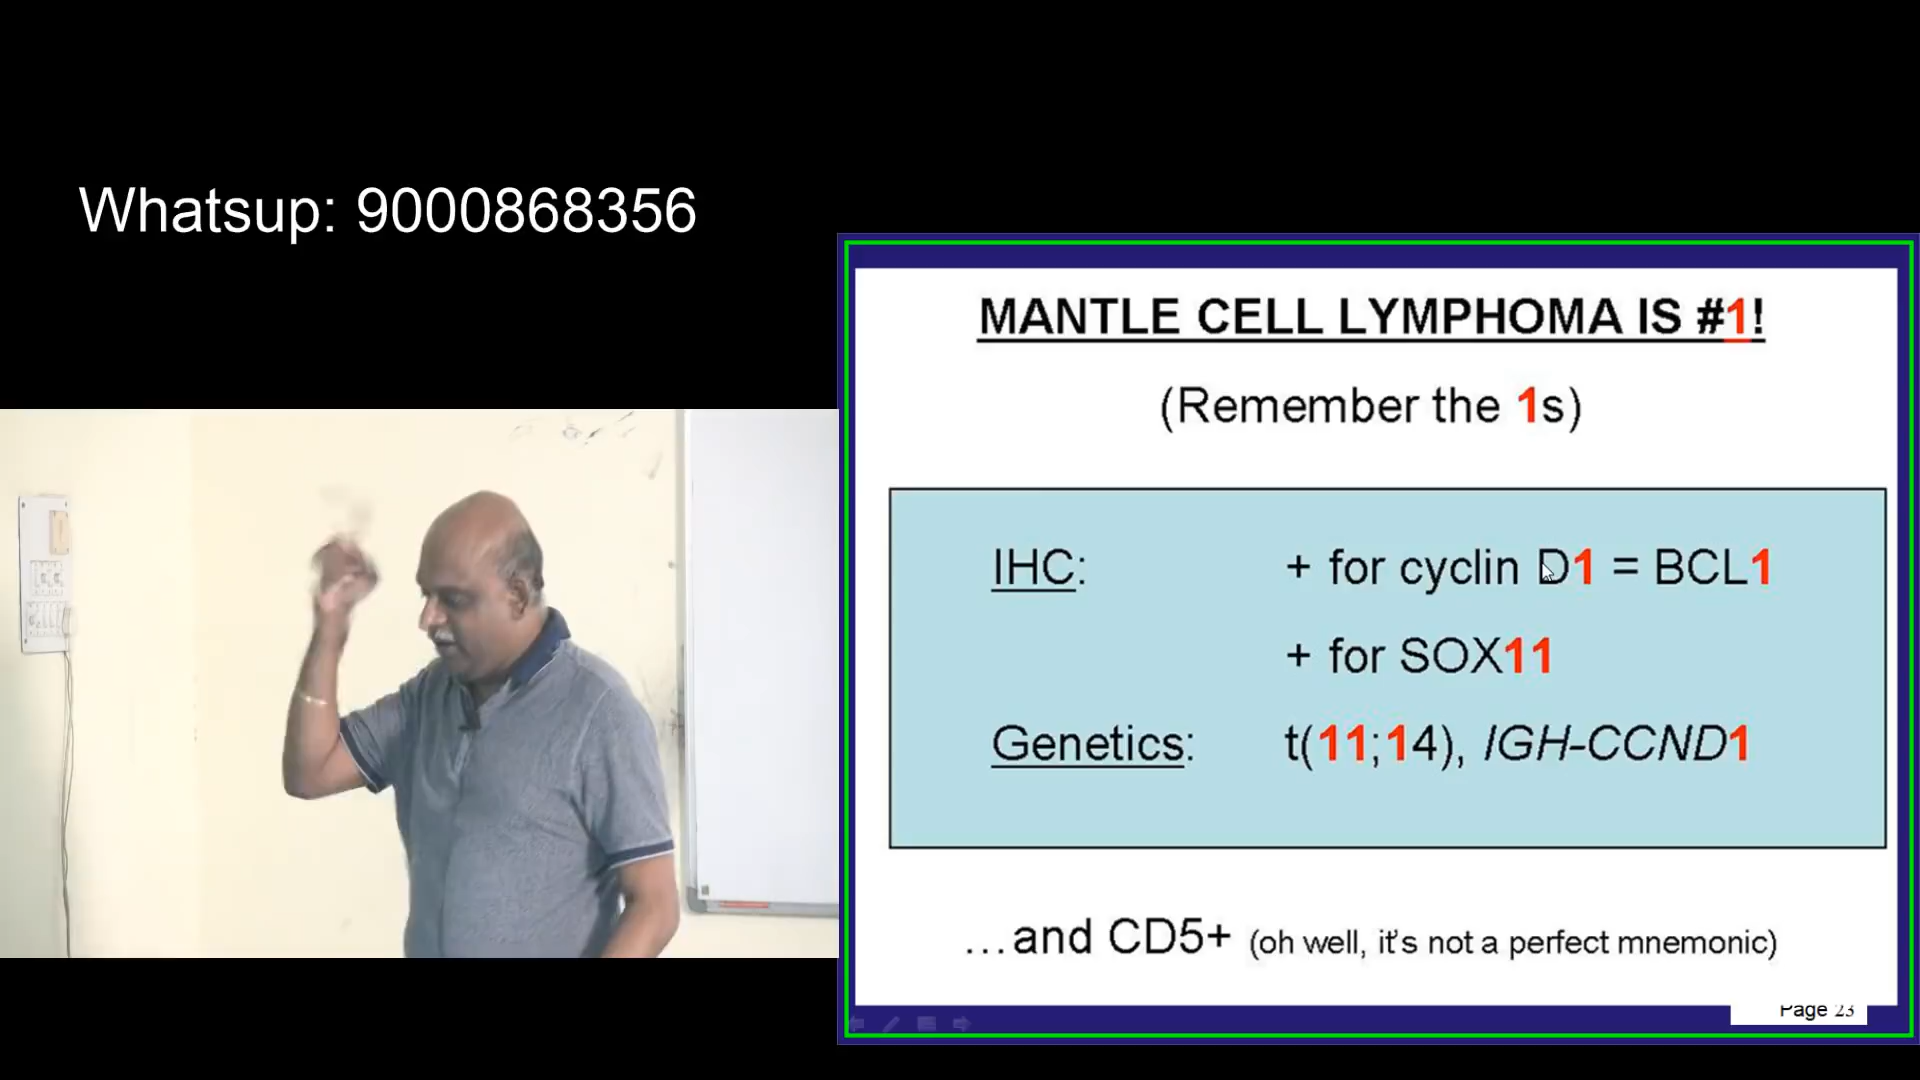 Whatsup: 9000868356
MANTLE CELL LYMPHOMA IS #1!
(Remember the 1s)
IHC: + for cyclin D1 = BCL1
+ for SOX11
Genetics: t(11;14), IGH-CCND1
...and CD5+ (oh well, it's not a perfect mnemonic)
Page 23